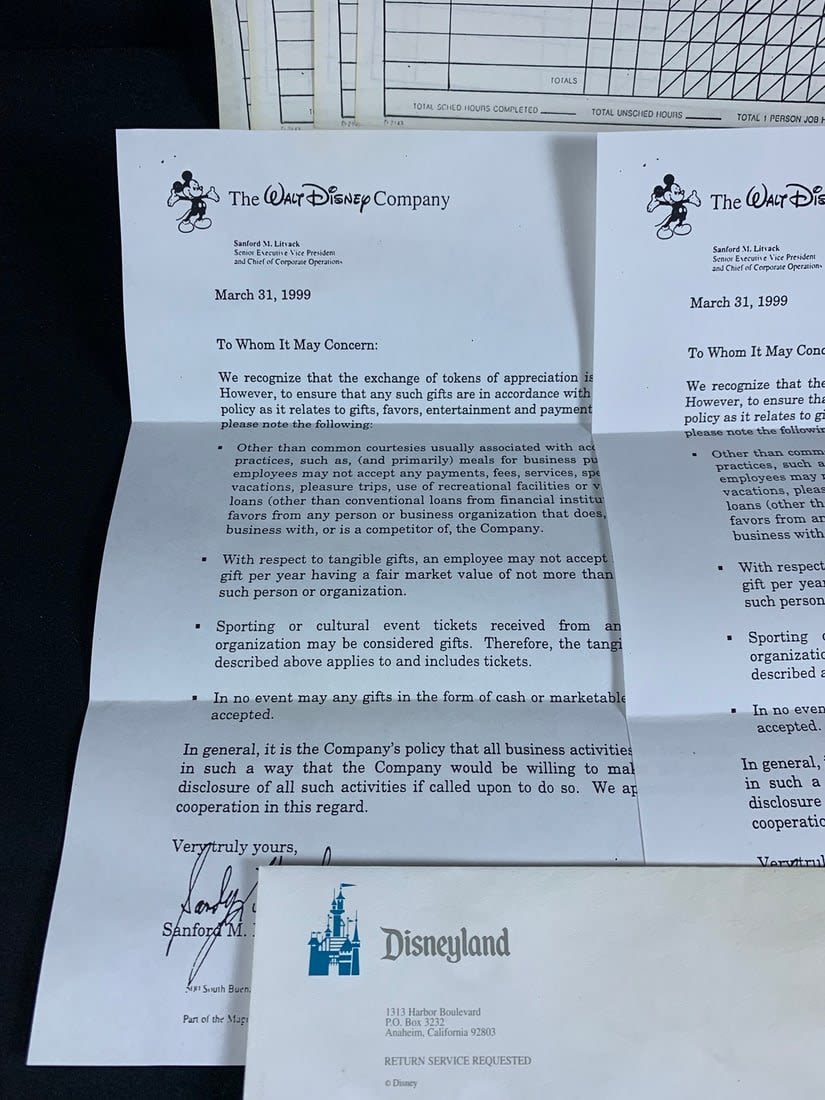 TOTALS
TOTAL SCHED HOURS COMPLETED
TOTAL UNSCHED HOURS
TOTAL 1 PERSON JOB
The WALT DISNEY Company
Sanford M. Litvack
Senior Executive Vice President
and Chief of Corporate Operations
March 31, 1999
To Whom It May Concern:
We recognize that the exchange of tokens of appreciation is
However, to ensure that any such gifts are in accordance with
policy as it relates to gifts, favors, entertainment and payment
please note the following:
▪ Other than common courtesies usually associated with
practices, such as, (and primarily) meals for business
employees may not accept any payments, fees, services,
vacations, pleasure trips, use of recreational facilities or
loans (other than conventional loans from financial
favors from any person or business organization that does,
business with, or is a competitor of, the Company.
▪ With respect to tangible gifts, an employee may not accept
gift per year having a fair market value of not more than
such person or organization.
▪ Sporting or cultural event tickets received from
organization may be considered gifts. Therefore, the
described above applies to and includes tickets.
▪ In no event may any gifts in the form of cash or marketable
accepted.
In general, it is the Company's policy that all business activities
in such a way that the Company would be willing to
disclosure of all such activities if called upon to do so. We
cooperation in this regard.
Very truly yours,
Sandy
Sanford M.
South
Part of the
The WALT
Sanford M. Litvack
Senior Executive Vice President
and Chief of Corporate Operations
March 31, 1999
To Whom It May
We recognize that the
However, to ensure
policy as it relates to
please note the
▪ Other than
practices, such
employees may
vacations,
loans (other
favors from
business with
▪ With respect
gift per
such person
▪ Sporting
described
▪ In no
accepted.
In general,
in such a
disclosure
Disneyland
1313 Harbor Boulevard
P.O. Box 3232
Anaheim, California 92803
RETURN SERVICE REQUESTED
© Disney